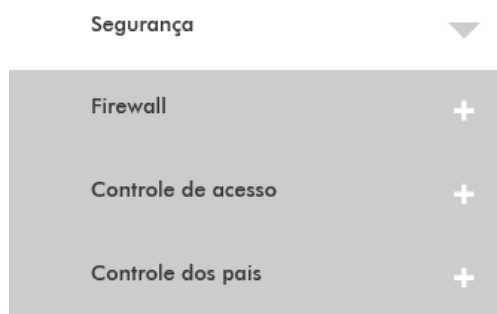 Segurança
Firewall
Controle de acesso
Controle dos pais